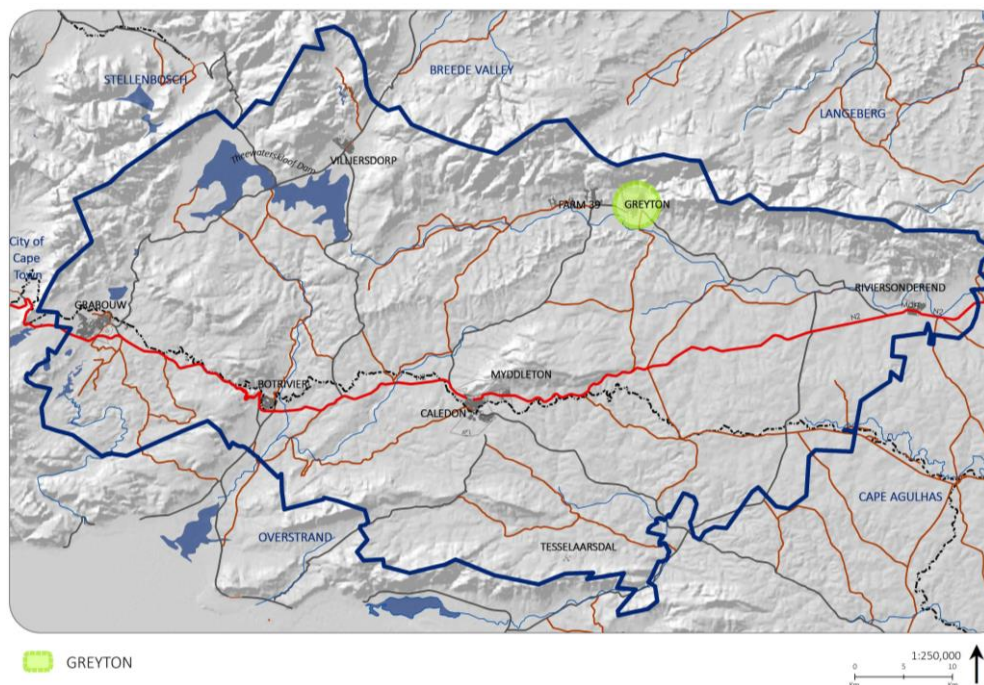 BREEDE VALLEY
STELLENBOSCH
LANGEBERG
Theewaterskloof Dam
VILLIERSDORP
FARM 39
GREYTON
City of
Cape
Town
RIVIERSONDEREND
GRABOUW
N2
N2
MYDDLETON
BOTRIVIER
CALEDON
CAPE AGULHAS
OVERSTRAND
TESSELAARSDAL
GREYTON
1:250,000
0 5 10